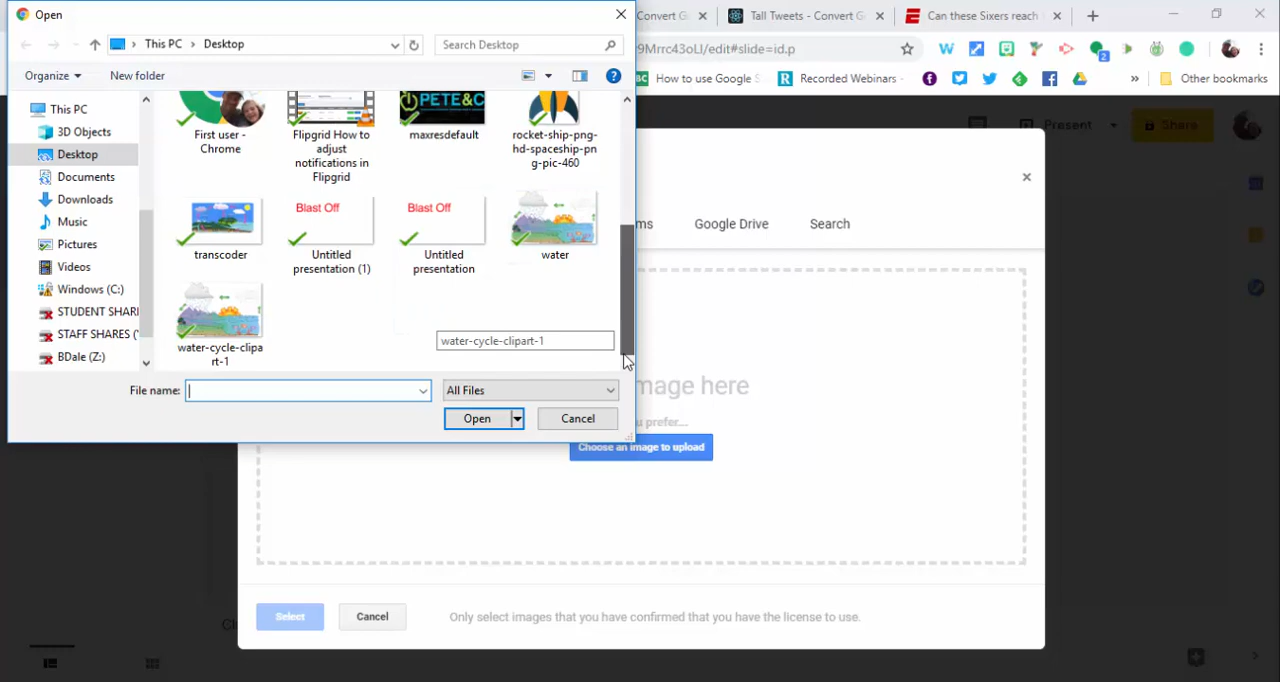 Open
Convert G
Tall Tweets - Convert G
Can these Sixers reach
This PC
Desktop
Search Desktop
9Mrrc43oLI/edit#slide=id.p
W
2
Organize
New folder
?
How to use Google S
R
Recorded Webinars
»
Other bookmarks
This PC
3D Objects
Desktop
Documents
Downloads
Music
Pictures
Videos
Windows (C:)
STUDENT SHARI
STAFF SHARES (
BDale (Z:)
PETE&C
First user -
Chrome
Flipgrid How to
adjust
notifications in
Flipgrid
maxresdefault
rocket-ship-png-
hd-spaceship-pn
g-pic-460
Blast Off
Blast Off
transcoder
Untitled
presentation (1)
Untitled
presentation
water
water-cycle-clipa
rt-1
water-cycle-clipart-1
File name:
All Files
Open
Cancel
Present
Share
ms
Google Drive
Search
mage here
u prefer...
Choose an image to upload
Select
Cancel
Only select images that you have confirmed that you have the license to use.